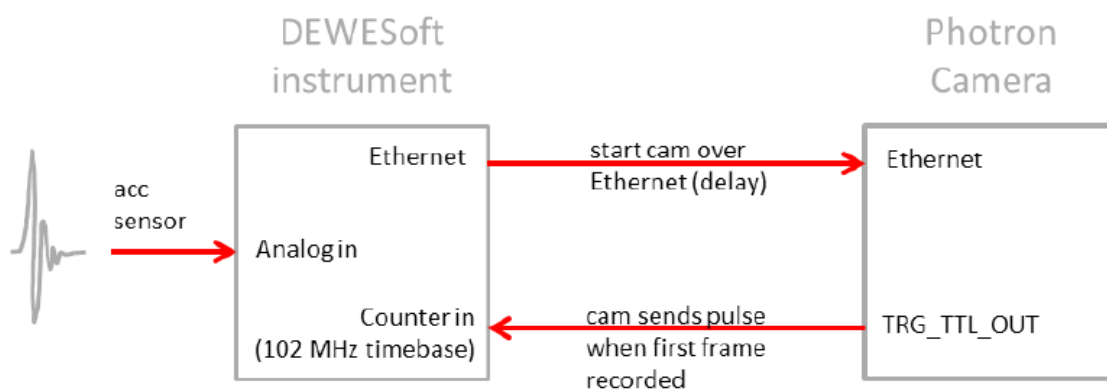 DEWESoft
instrument
Photron
Camera
Ethernet
start cam over
Ethernet (delay)
Ethernet
acc
sensor
Analog in
Counter in
(102 MHz timebase)
cam sends pulse
when first frame
recorded
TRG_TTL_OUT